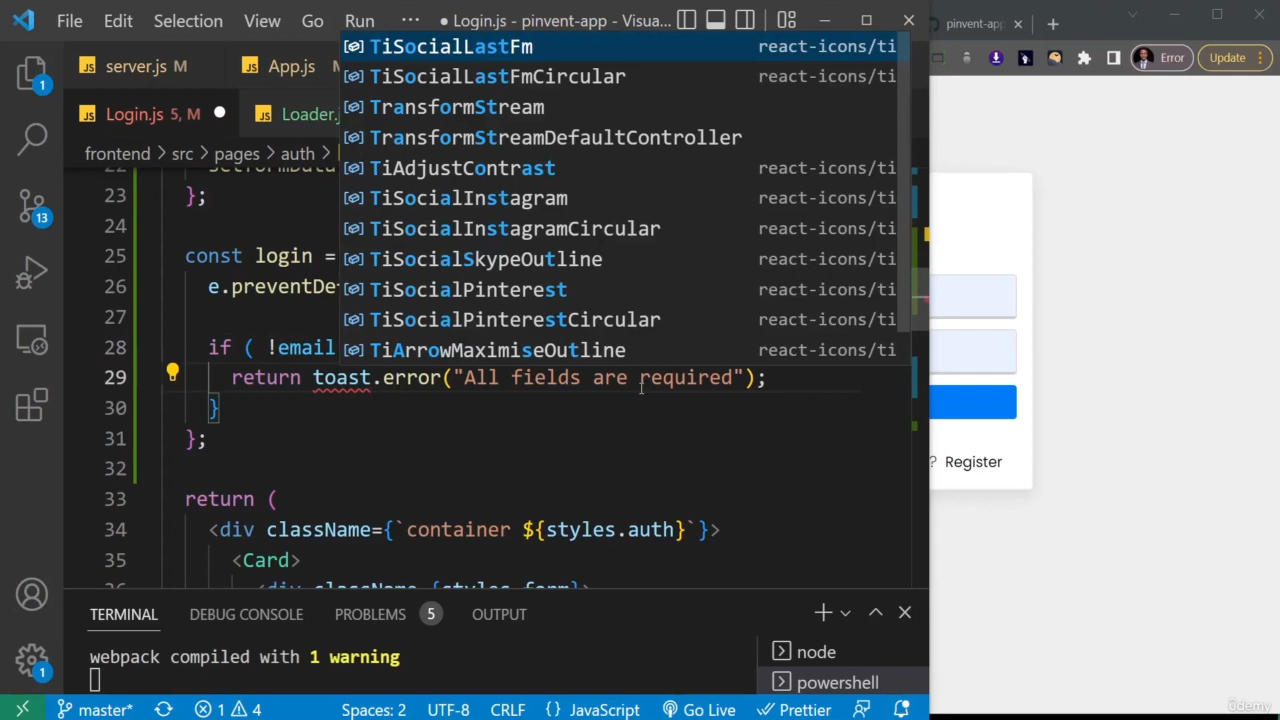 File Edit Selection View Go Run ··· ● Login.js - pinvent-app - Visua...
server.js M App.js M
Login.js 5, M Loader.j
frontend > src > pages > auth >
TiSocialLastFm react-icons/ti
TiSocialLastFmCircular react-icons/ti
TransformStream
TransformStreamDefaultController
TiAdjustContrast react-icons/ti
TiSocialInstagram react-icons/ti
TiSocialInstagramCircular react-icons/ti
TiSocialSkypeOutline react-icons/ti
TiSocialPinterest react-icons/ti
TiSocialPinterestCircular react-icons/ti
TiArrowMaximiseOutline react-icons/ti
23 };
24
25 const login =
26 e.preventDe
27
28 if ( !email
29 return toast.error("All fields are required");
30 }
31 };
32
33 return (
34 <div className={`container ${styles.auth}`}>
35 <Card>
TERMINAL DEBUG CONSOLE PROBLEMS 5 OUTPUT
webpack compiled with 1 warning
node
powershell
master* 1 4 Spaces: 2 UTF-8 CRLF {} JavaScript Go Live Prettier
1
13
1
pinvent-app
Error Update
? Register
ûdemy